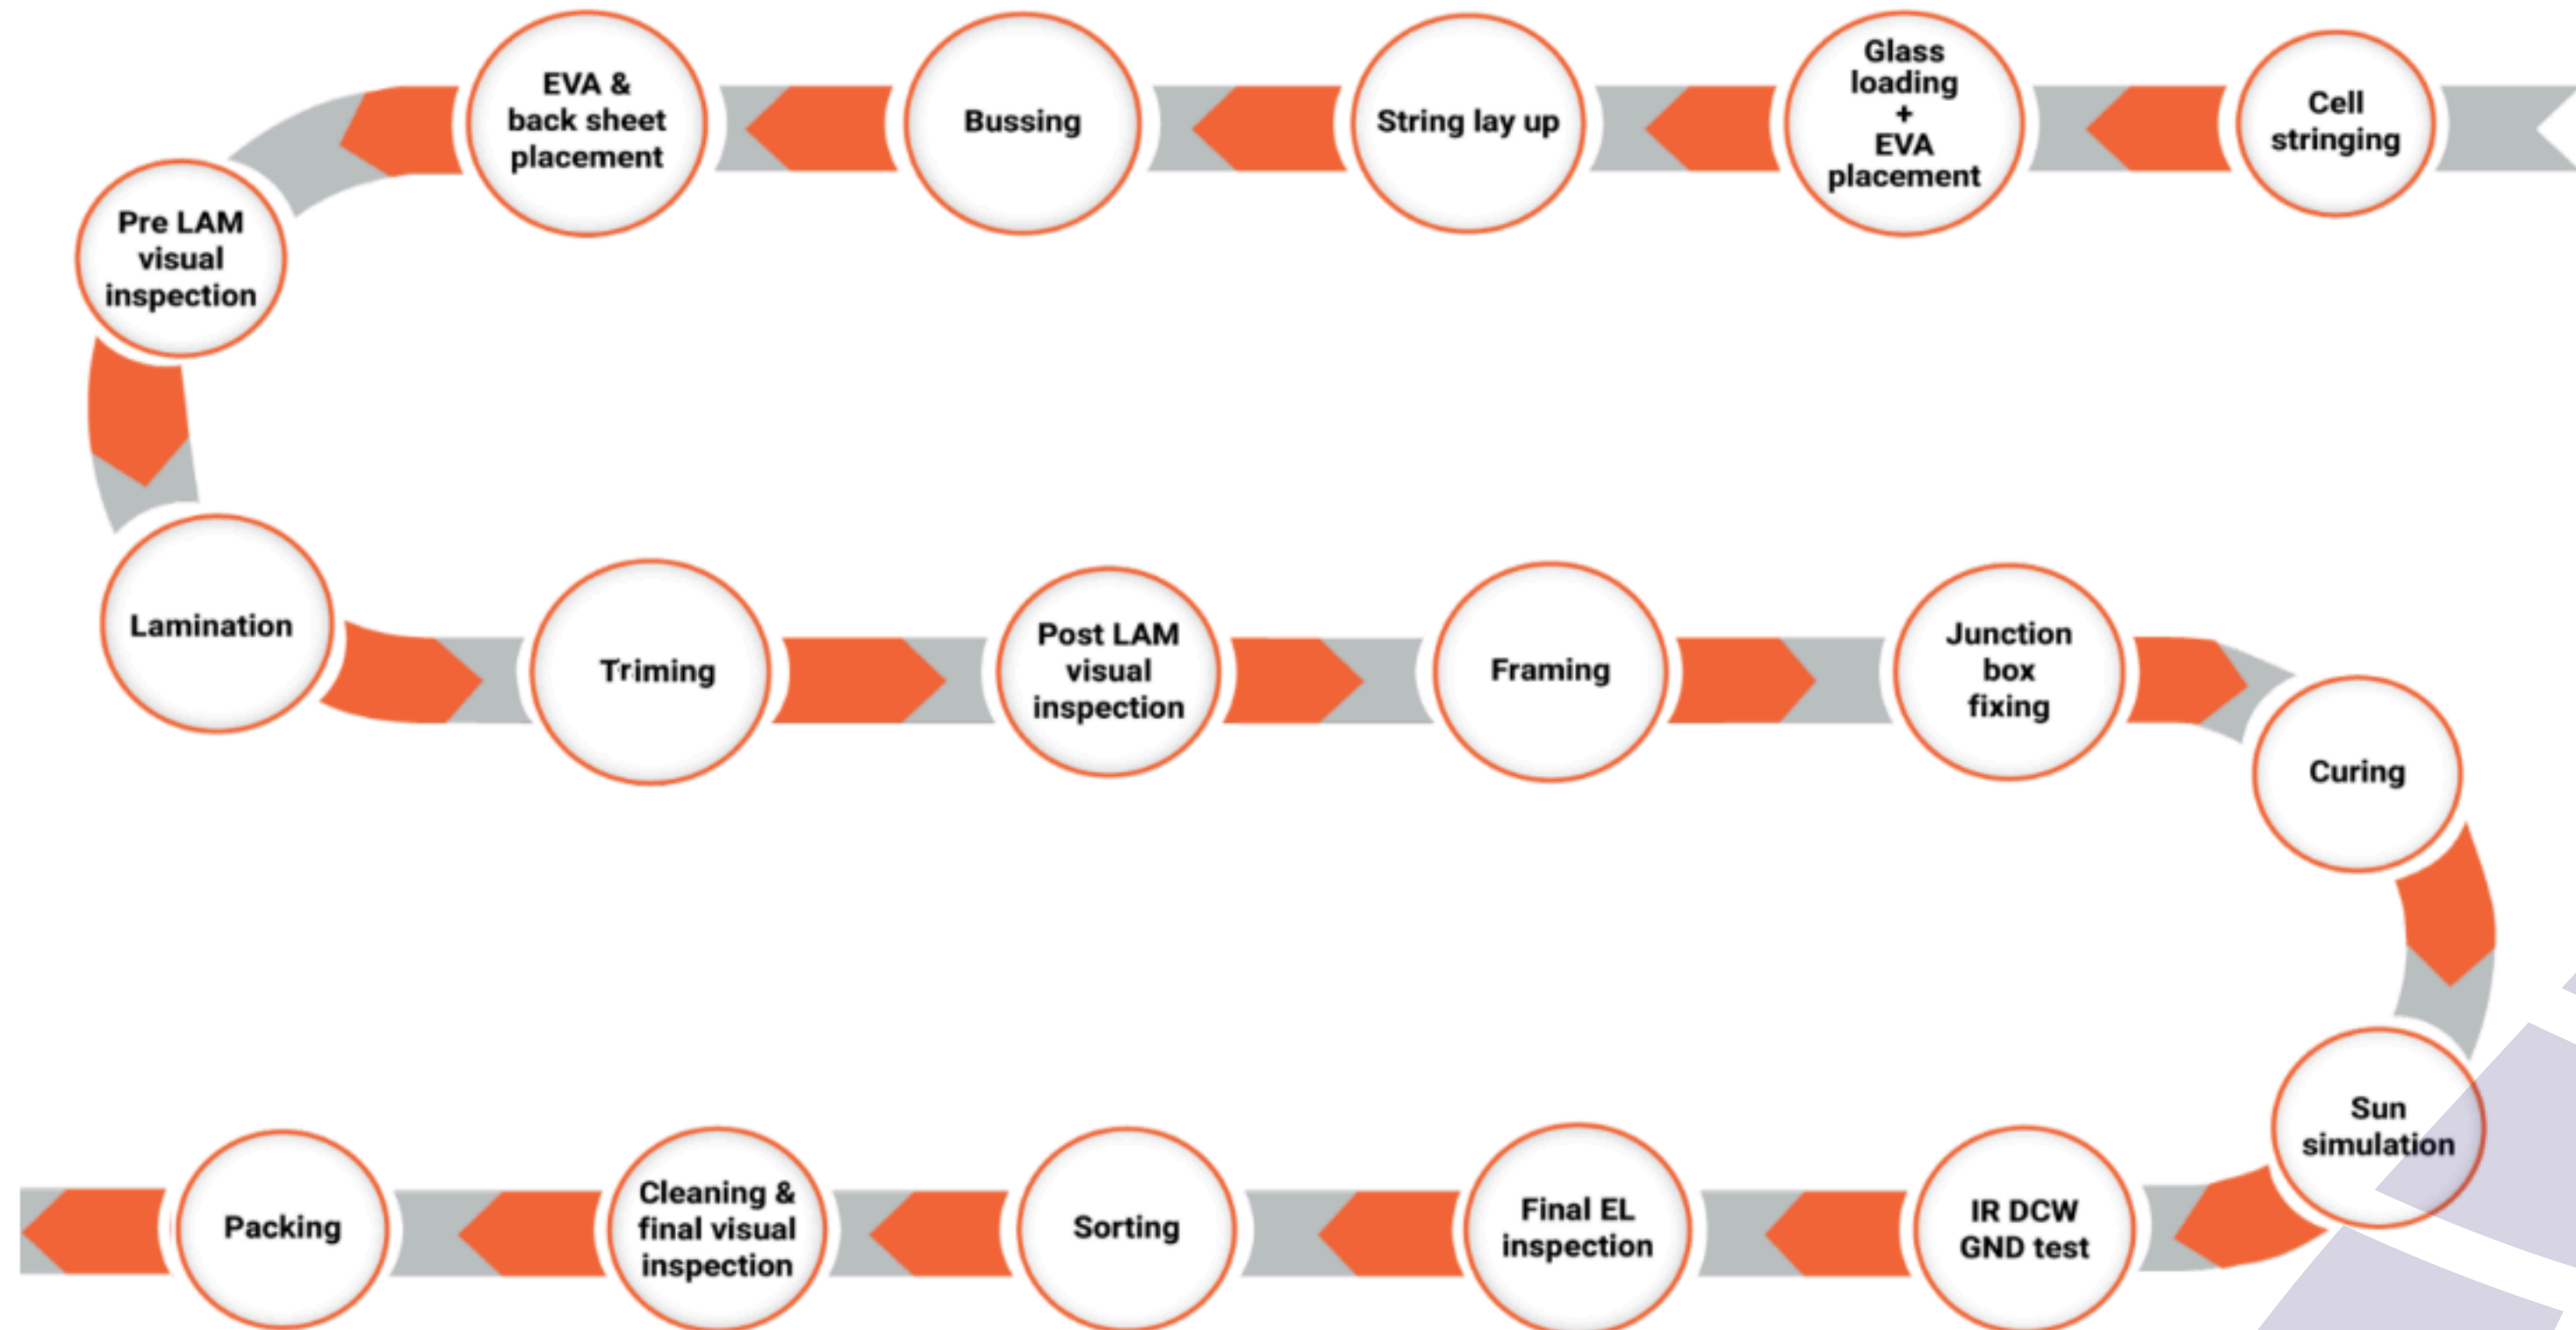 Cell
stringing
Glass
loading
+
EVA
placement
String lay up
Bussing
EVA &
back sheet
placement
Pre LAM
visual
inspection
Lamination
Triming
Post LAM
visual
inspection
Framing
Junction
box
fixing
Curing
Sun
simulation
IR DCW
GND test
Final EL
inspection
Sorting
Cleaning &
final visual
inspection
Packing